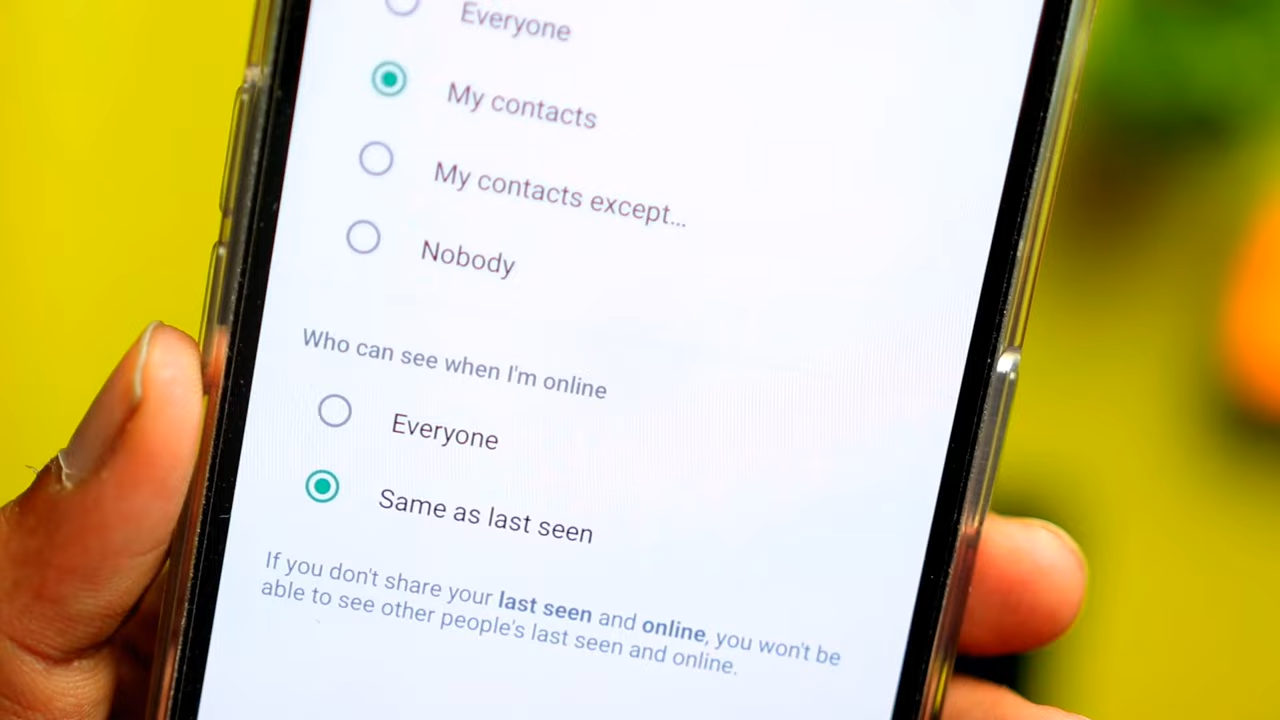 Everyone
My contacts
My contacts except...
Nobody
Who can see when I'm online
Everyone
Same as last seen
If you don't share your last seen and online, you won't be
able to see other people's last seen and online.